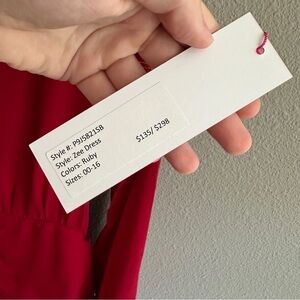 Style #: P9J5821SB
Style: Zee Dress
Colors: Ruby
Sizes: 00-16
$135/ $298